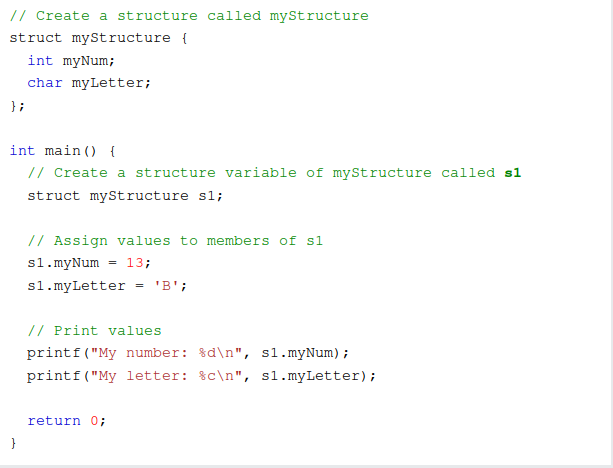 // Create a structure called myStructure
struct myStructure {
  int myNum;
  char myLetter;
};

int main() {
  // Create a structure variable of myStructure called s1
  struct myStructure s1;

  // Assign values to members of s1
  s1.myNum = 13;
  s1.myLetter = 'B';

  // Print values
  printf("My number: %d\n", s1.myNum);
  printf("My letter: %c\n", s1.myLetter);

  return 0;
}